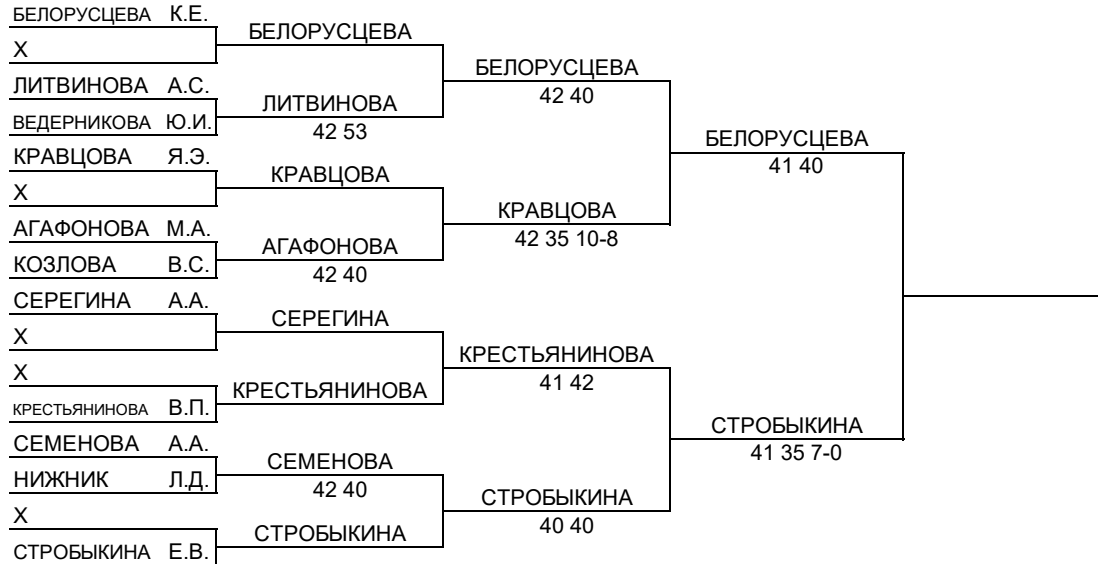 БЕЛОРУСЦЕВА К.Е.
X
ЛИТВИНОВА А.С.
ВЕДЕРНИКОВА Ю.И.
КРАВЦОВА Я.Э.
X
АГАФОНОВА М.А.
КОЗЛОВА В.С.
СЕРЕГИНА А.А.
X
X
КРЕСТЬЯНИНОВА В.П.
СЕМЕНОВА А.А.
НИЖНИК Л.Д.
X
СТРОБЫКИНА Е.В.
БЕЛОРУСЦЕВА
ЛИТВИНОВА
42 53
КРАВЦОВА
АГАФОНОВА
42 40
СЕРЕГИНА
КРЕСТЬЯНИНОВА
СЕМЕНОВА
42 40
СТРОБЫКИНА
БЕЛОРУСЦЕВА
42 40
КРАВЦОВА
42 35 10-8
КРЕСТЬЯНИНОВА
41 42
СТРОБЫКИНА
40 40
БЕЛОРУСЦЕВА
41 40
СТРОБЫКИНА
41 35 7-0